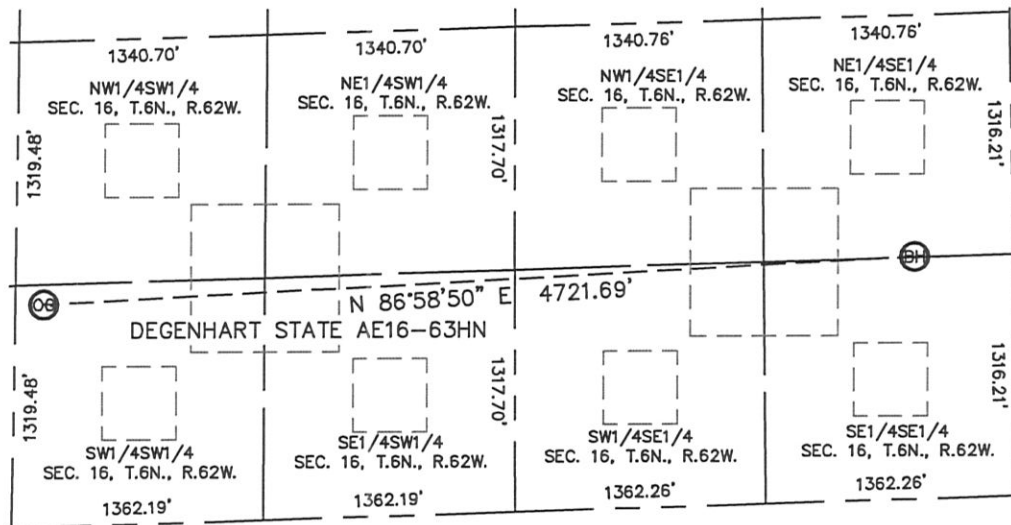 1340.70'
1340.70'
1340.76'
1340.76'
NW1/4SW1/4
SEC. 16, T.6N., R.62W.
NE1/4SW1/4
SEC. 16, T.6N., R.62W.
NW1/4SE1/4
SEC. 16, T.6N., R.62W.
NE1/4SE1/4
SEC. 16, T.6N., R.62W.
1319.48'
1317.70'
1316.21'
BH
N 86°58'50" E 4721.69'
DEGENHART STATE AE16-63HN
1319.48'
1317.70'
1316.21'
SW1/4SW1/4
SEC. 16, T.6N., R.62W.
SE1/4SW1/4
SEC. 16, T.6N., R.62W.
SW1/4SE1/4
SEC. 16, T.6N., R.62W.
SE1/4SE1/4
SEC. 16, T.6N., R.62W.
1362.19'
1362.19'
1362.26'
1362.26'